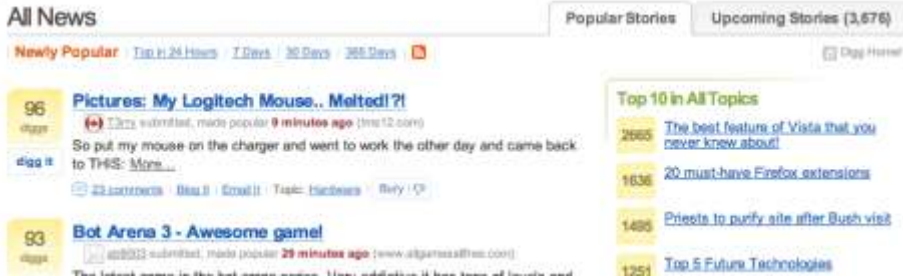 All News
Popular Stories
Upcoming Stories (3,676)
Newly Popular Top in 24 Hours 7 Days 30 Days 365 Days
Digg Home
96
diggs
digg it
Pictures: My Logitech Mouse.. Melted!?!
submitted, made popular 9 minutes ago
So put my mouse on the charger and went to work the other day and came back
to THIS: More...
23 comments Blog It Email It Topic: Hardware Bury
93
diggs
Bot Arena 3 - Awesome game!
submitted, made popular 29 minutes ago
The latest game in the bot arena series. Very addictive it has tons of levels and
Top 10 in All Topics
2665
The best feature of Vista that you
never knew about!
1636
20 must-have Firefox extensions
1495
Priests to purify site after Bush visit
1251
Top 5 Future Technologies